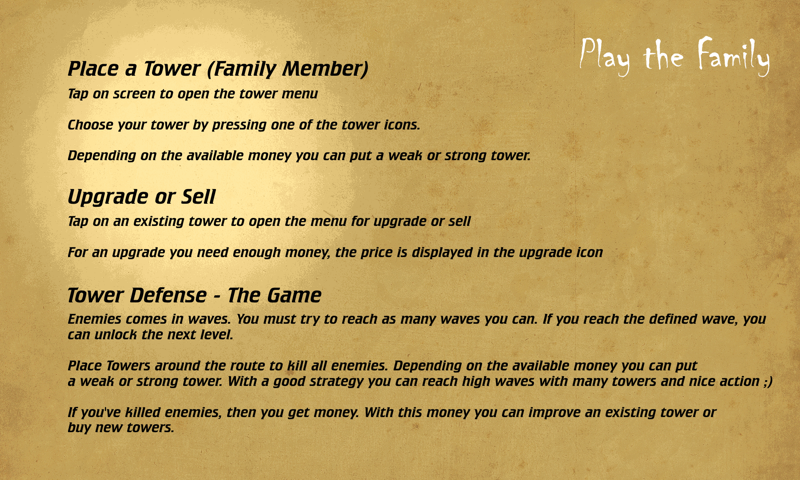 Play the Family
Place a Tower (Family Member)
Tap on screen to open the tower menu
Choose your tower by pressing one of the tower icons.
Depending on the available money you can put a weak or strong tower.
Upgrade or Sell
Tap on an existing tower to open the menu for upgrade or sell
For an upgrade you need enough money, the price is displayed in the upgrade icon
Tower Defense - The Game
Enemies comes in waves. You must try to reach as many waves you can. If you reach the defined wave, you
can unlock the next level.
Place Towers around the route to kill all enemies. Depending on the available money you can put
a weak or strong tower. With a good strategy you can reach high waves with many towers and nice action ;)
If you've killed enemies, then you get money. With this money you can improve an existing tower or
buy new towers.